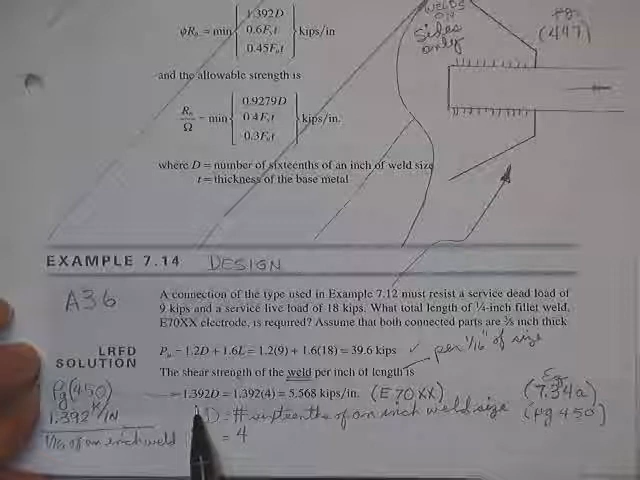 WELDS
ON
Sides
only
Pg.
(447)
ϕRₙ = min { 1.392D
0.6Fᵧt
0.45Fᵤt } kips/in
and the allowable strength is
Rₙ/Ω = min { 0.9279D
0.4Fᵧt
0.3Fᵤt } kips/in.
where D = number of sixteenths of an inch of weld size
t = thickness of the base metal
EXAMPLE 7.14 DESIGN
A36
A connection of the type used in Example 7.12 must resist a service dead load of
9 kips and a service live load of 18 kips. What total length of ¼-inch fillet weld,
E70XX electrode, is required? Assume that both connected parts are ⅜ inch thick
LRFD
SOLUTION
Pᵤ = 1.2D + 1.6L = 1.2(9) + 1.6(18) = 39.6 kips ✓ per 1/16" of size
The shear strength of the weld per inch of length is
1.392D = 1.392(4) = 5.568 kips/in. (E70XX)
Eq
(7.34a)
(Pg 450)
D = # sixteenths of an inch weld size
= 4
Pg(450)
1.392 K/IN
1/16 of an inch weld